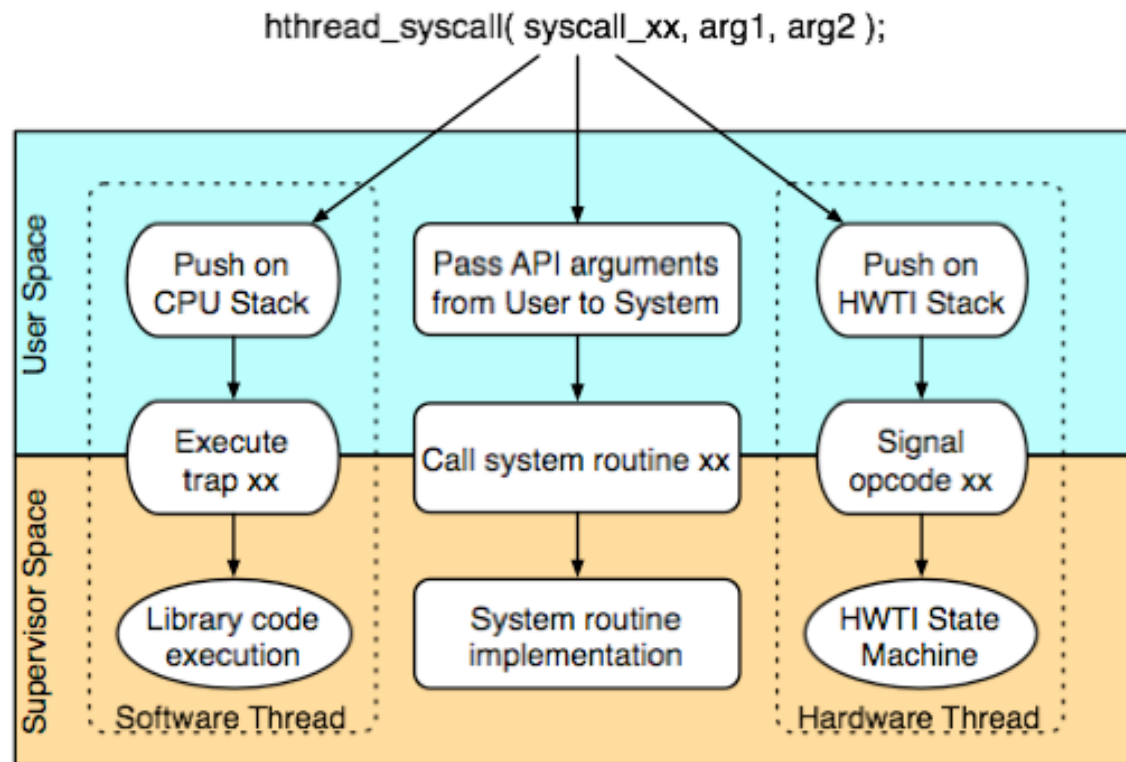 hthread_syscall( syscall_xx, arg1, arg2 );
User Space
Push on
CPU Stack
Pass API arguments
from User to System
Push on
HWTI Stack
Execute
trap xx
Call system routine xx
Signal
opcode xx
Supervisor Space
Library code
execution
System routine
implementation
HWTI State
Machine
Software Thread
Hardware Thread